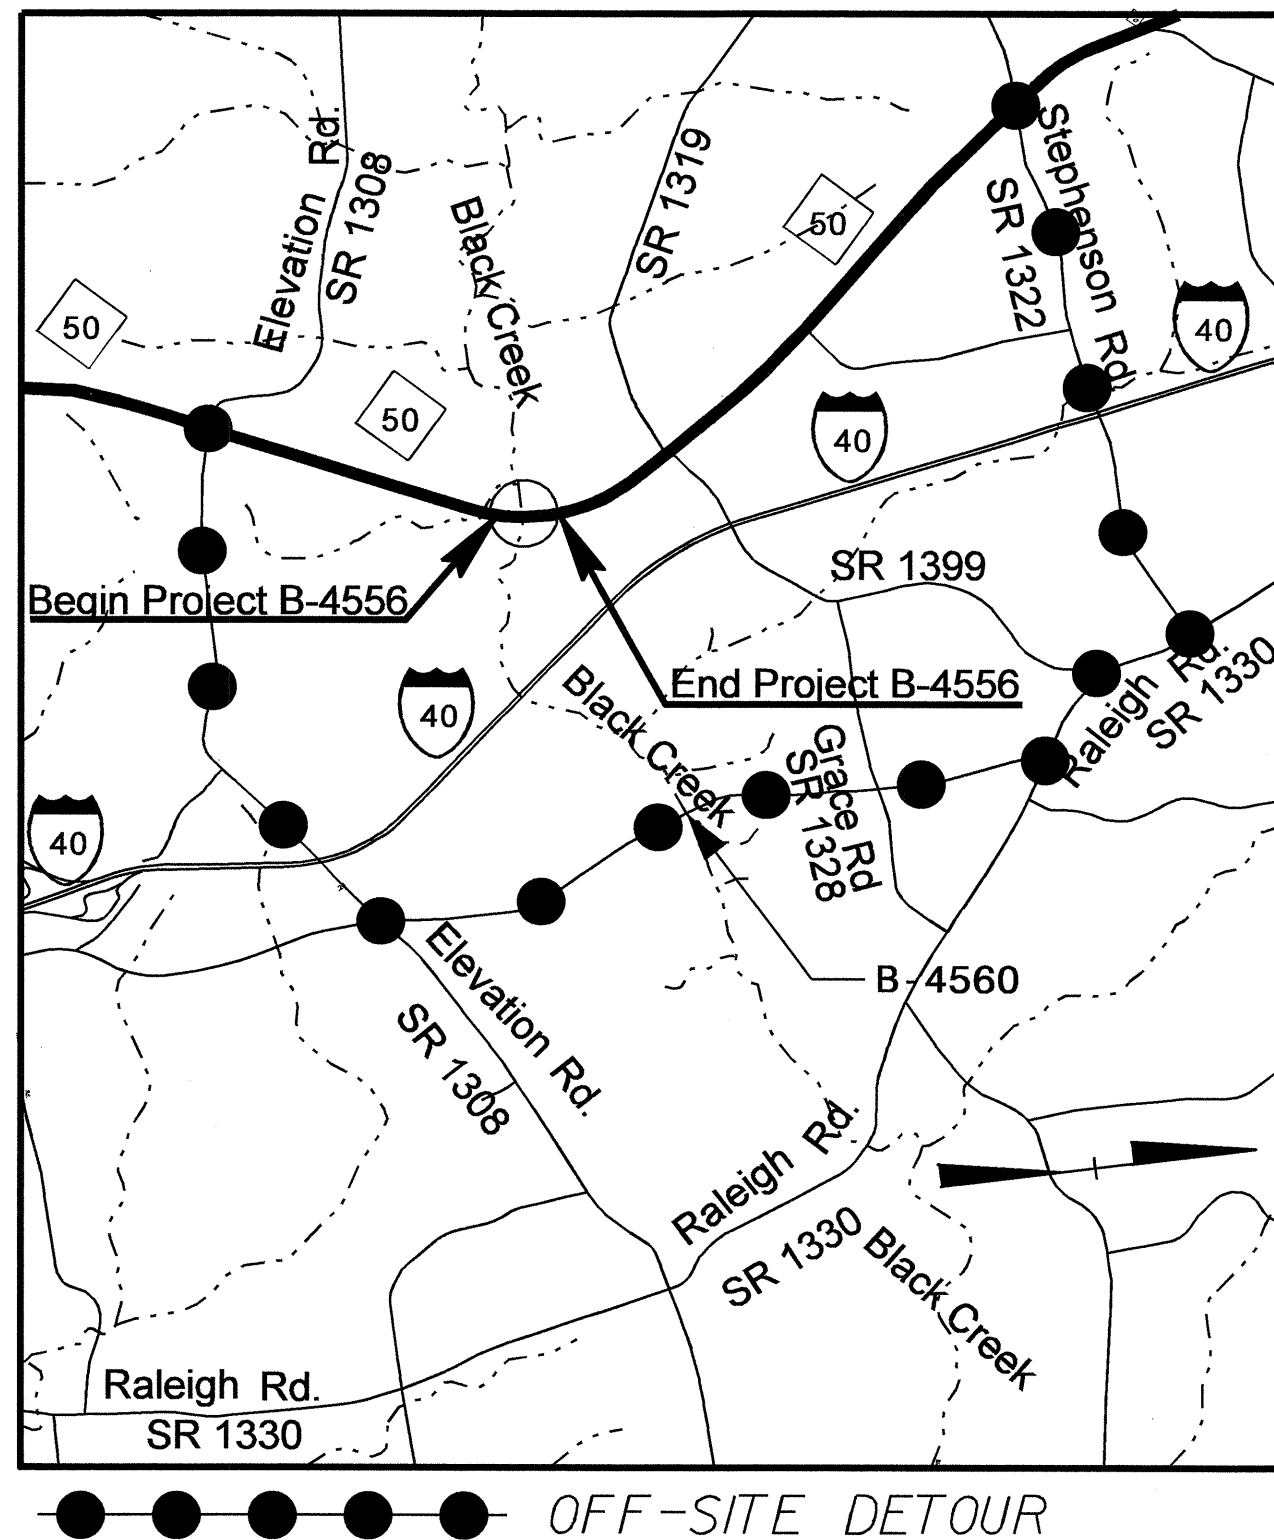 Elevation Rd.
SR 1308
Black Creek
SR 1319
50
Stephenson Rd.
SR 1322
50
40
50
40
Begin Project B-4556
SR 1399
End Project B-4556
40
Black Creek
Grace Rd
SR 1328
Raleigh Rd.
SR 1330
40
Elevation Rd.
SR 1308
B-4560
Raleigh Rd.
SR 1330
Black Creek
Raleigh Rd.
SR 1330
OFF-SITE DETOUR